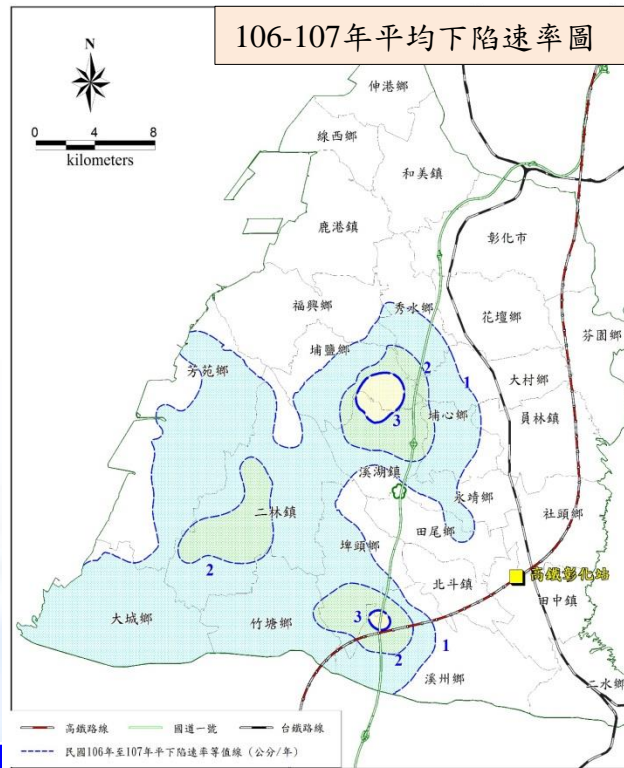 106-107年平均下陷速率圖
N
0 4 8
kilometers
伸港鄉
線西鄉
和美鎮
鹿港鎮
彰化市
福興鄉
秀水鄉
花壇鄉
芬園鄉
埔鹽鄉
芳苑鄉
2
1
大村鄉
3
埔心鄉
員林鎮
溪湖鎮
永靖鄉
二林鎮
社頭鄉
田尾鄉
埤頭鄉
2
北斗鎮
高鐵彰化站
田中鎮
大城鄉
竹塘鄉
3
2
1
溪州鄉
二水鄉
高鐵路線 國道一號 台鐵路線
民國106年至107年平下陷速率等值線（公分/年）